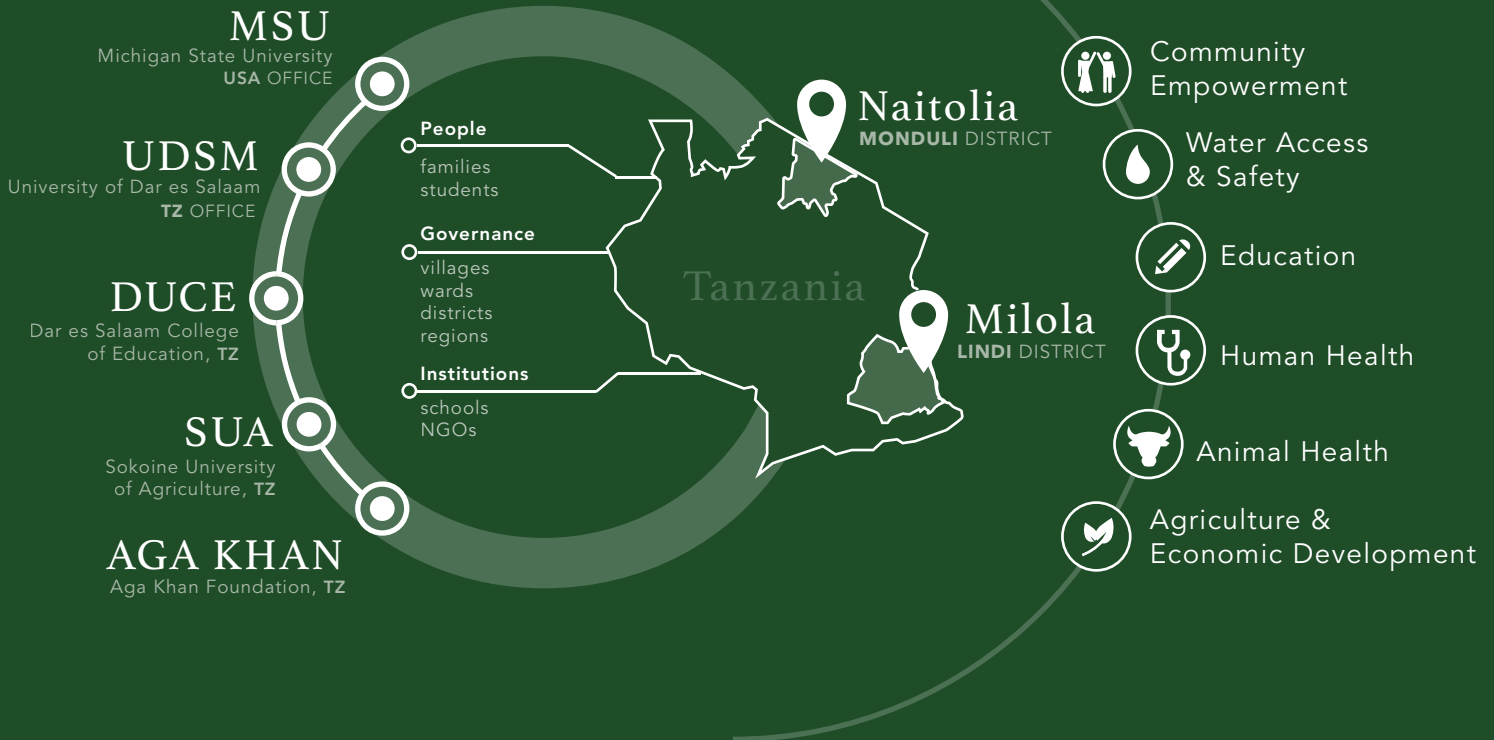 MSU
Michigan State University
USA OFFICE
UDSM
University of Dar es Salaam
TZ OFFICE
DUCE
Dar es Salaam College
of Education, TZ
SUA
Sokoine University
of Agriculture, TZ
AGA KHAN
Aga Khan Foundation, TZ
People
families
students
Governance
villages
wards
districts
regions
Institutions
schools
NGOs
Tanzania
Naitolia
MONDULI DISTRICT
Milola
LINDI DISTRICT
Community
Empowerment
Water Access
& Safety
Education
Human Health
Animal Health
Agriculture &
Economic Development